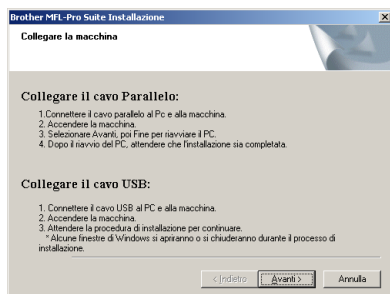 Brother MFL-Pro Suite Installazione
Collegare la macchina
Collegare il cavo Parallelo:
1.Connettere il cavo parallelo al Pc e alla macchina.
2. Accendere la macchina.
3. Selezionare Avanti, poi Fine per riavviare il PC.
4. Dopo il riavvio del PC, attendere che l'installazione sia completata.
Collegare il cavo USB:
1. Connettere il cavo USB al PC e alla macchina.
2. Accendere la macchina.
3. Attendere la procedura di installazione per continuare.
* Alcune finestre di Windows si apriranno o si chiuderanno durante il processo di
installazione.
< Indietro Avanti > Annulla